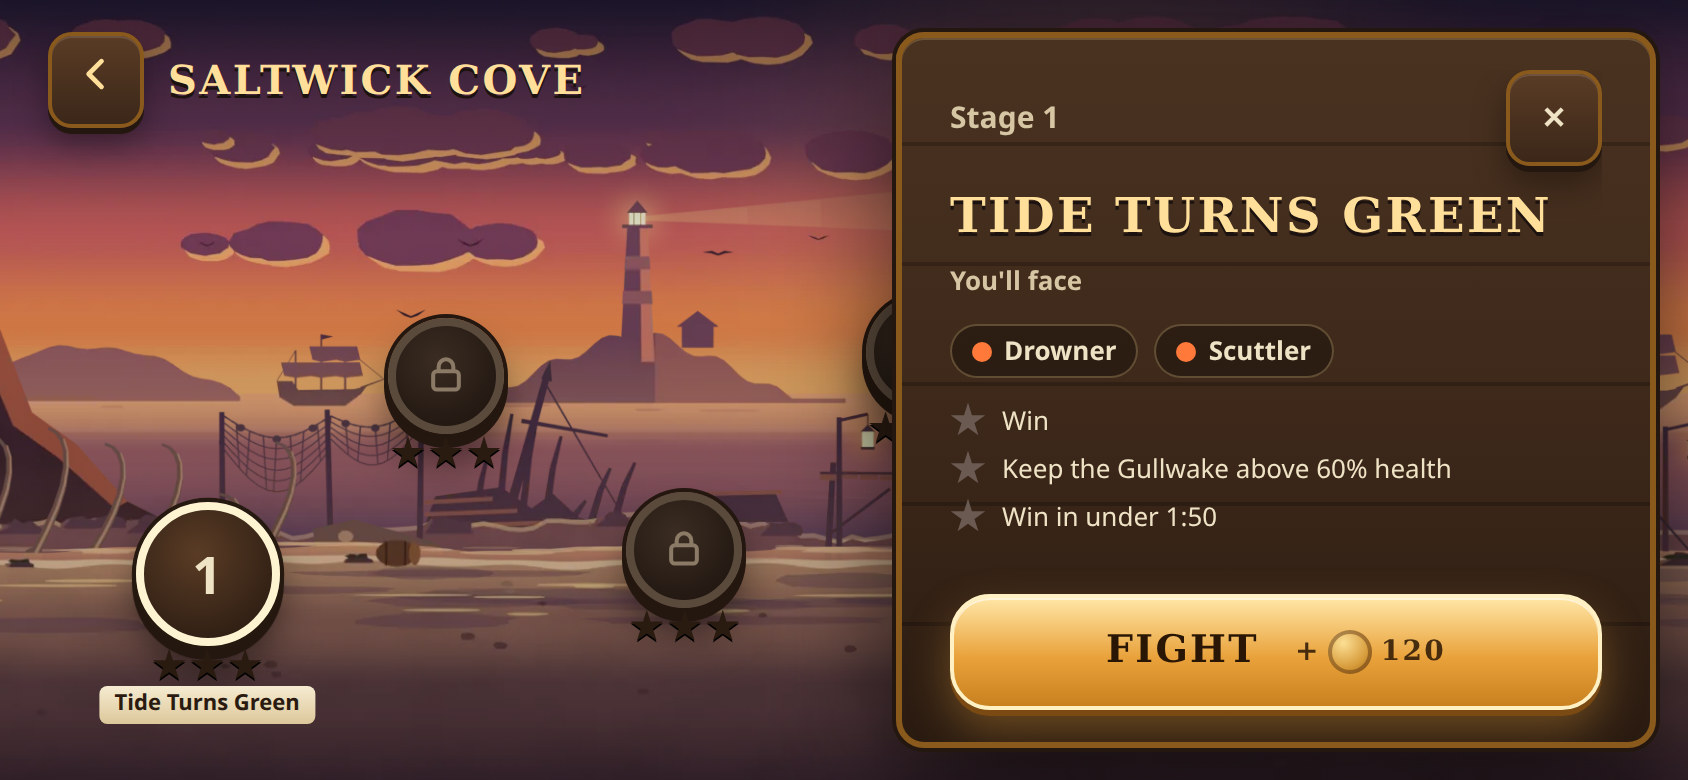 SALTWICK COVE
1
Tide Turns Green
Stage 1
×
TIDE TURNS GREEN
You'll face
Drowner
Scuttler
Win
Keep the Gullwake above 60% health
Win in under 1:50
FIGHT + 120